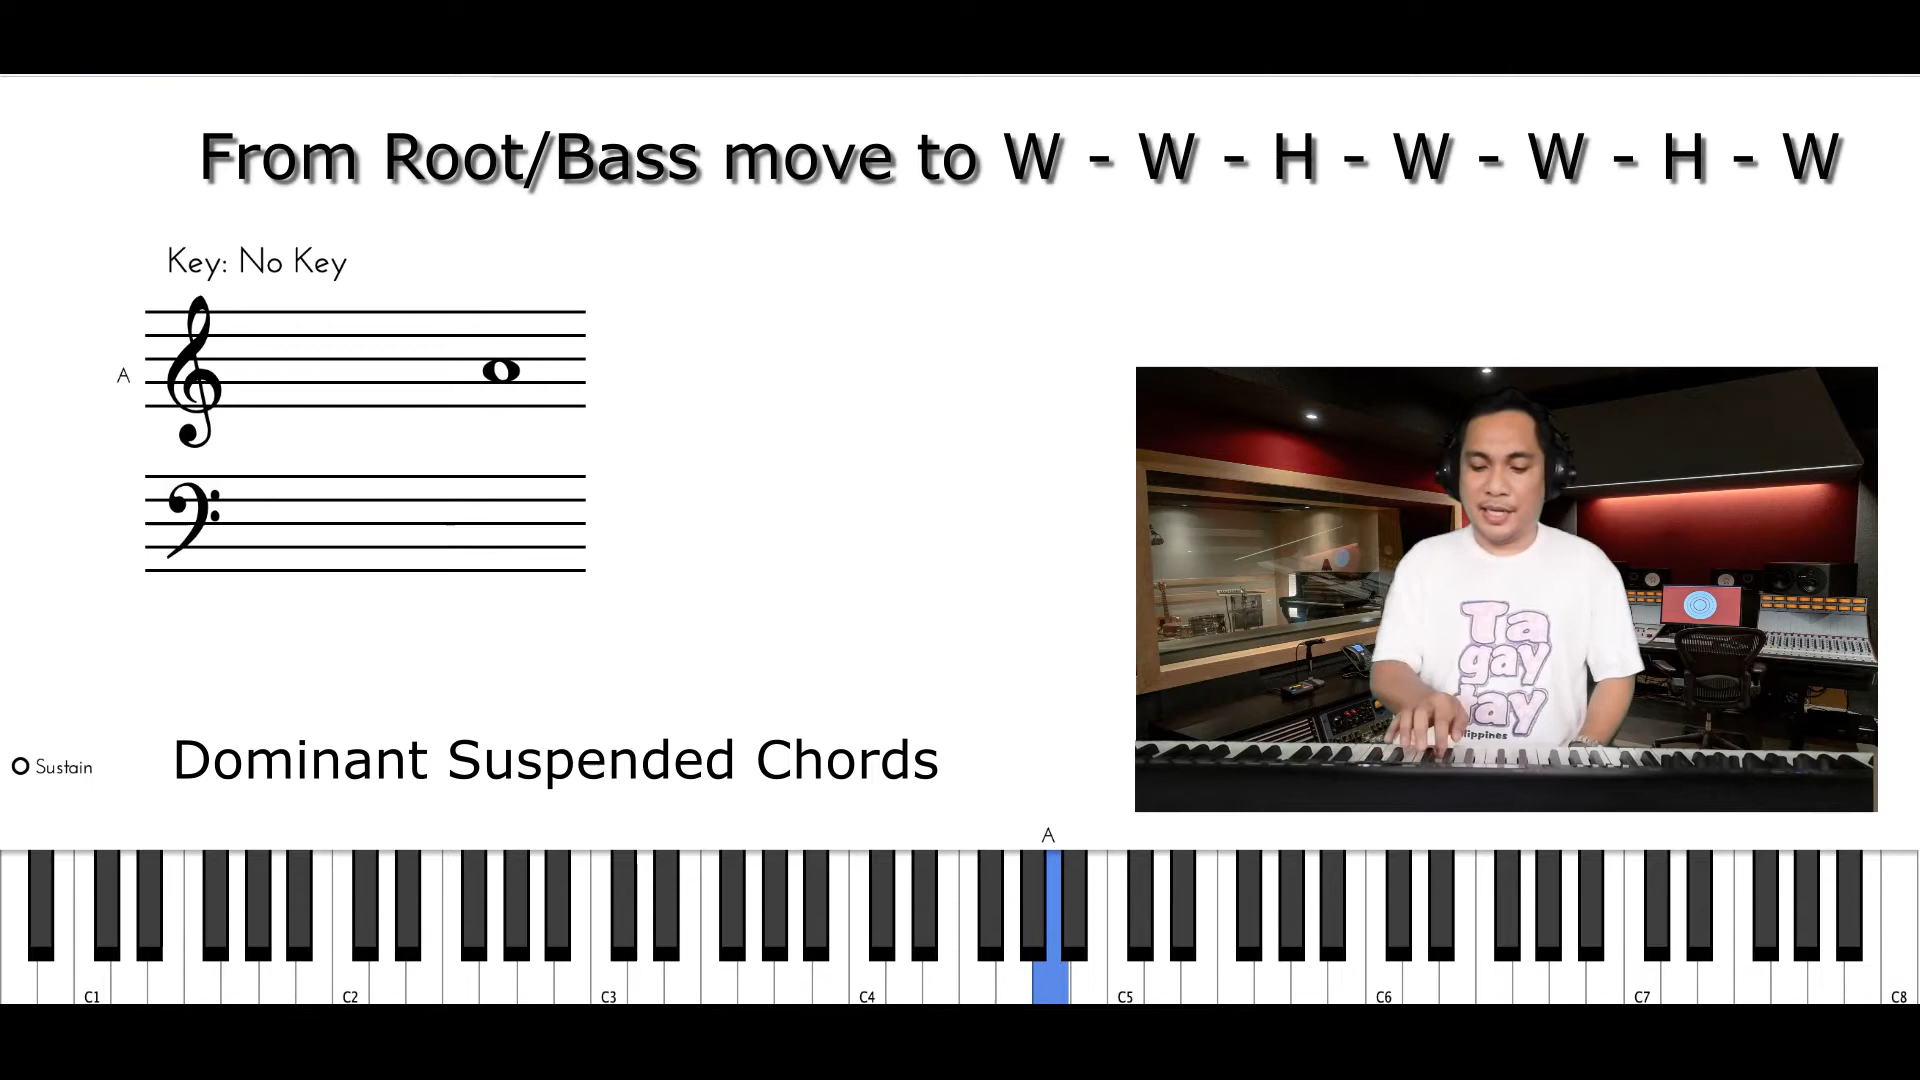 From Root/Bass move to W - W - H - W - W - H - W
Key: No Key
A
Ta
gay
tay
lippines
Sustain
Dominant Suspended Chords
A
C1
C2
C3
C4
C5
C6
C7
C8